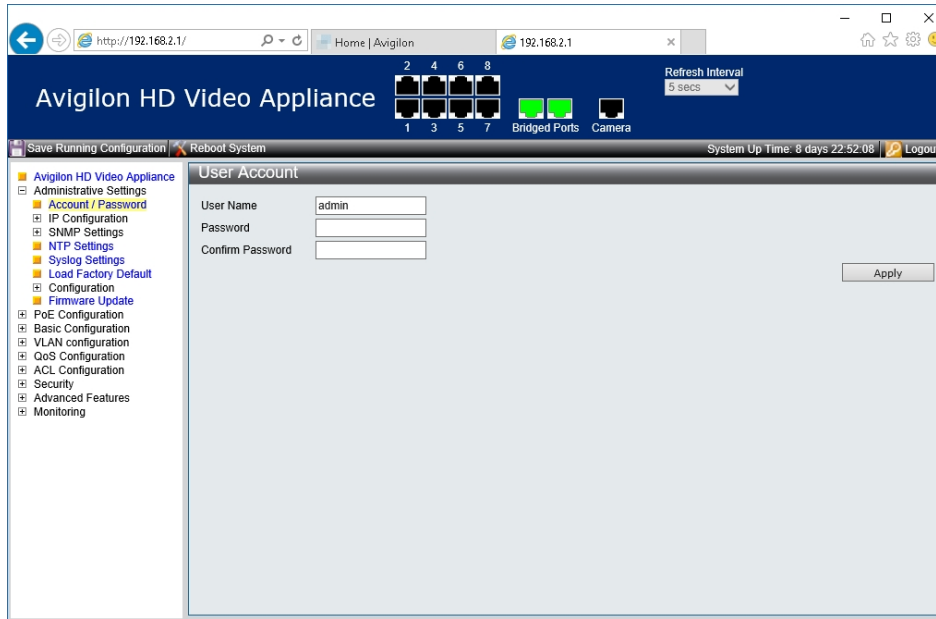 http://192.168.2.1/
Home | Avigilon
192.168.2.1
Avigilon HD Video Appliance
2 4 6 8
1 3 5 7
Bridged Ports
Camera
Refresh Interval
5 secs
Save Running Configuration
Reboot System
System Up Time: 8 days 22:52:08
Logou
Avigilon HD Video Appliance
Administrative Settings
Account / Password
IP Configuration
SNMP Settings
NTP Settings
Syslog Settings
Load Factory Default
Configuration
Firmware Update
PoE Configuration
Basic Configuration
VLAN configuration
QoS Configuration
ACL Configuration
Security
Advanced Features
Monitoring
User Account
User Name
admin
Password
Confirm Password
Apply